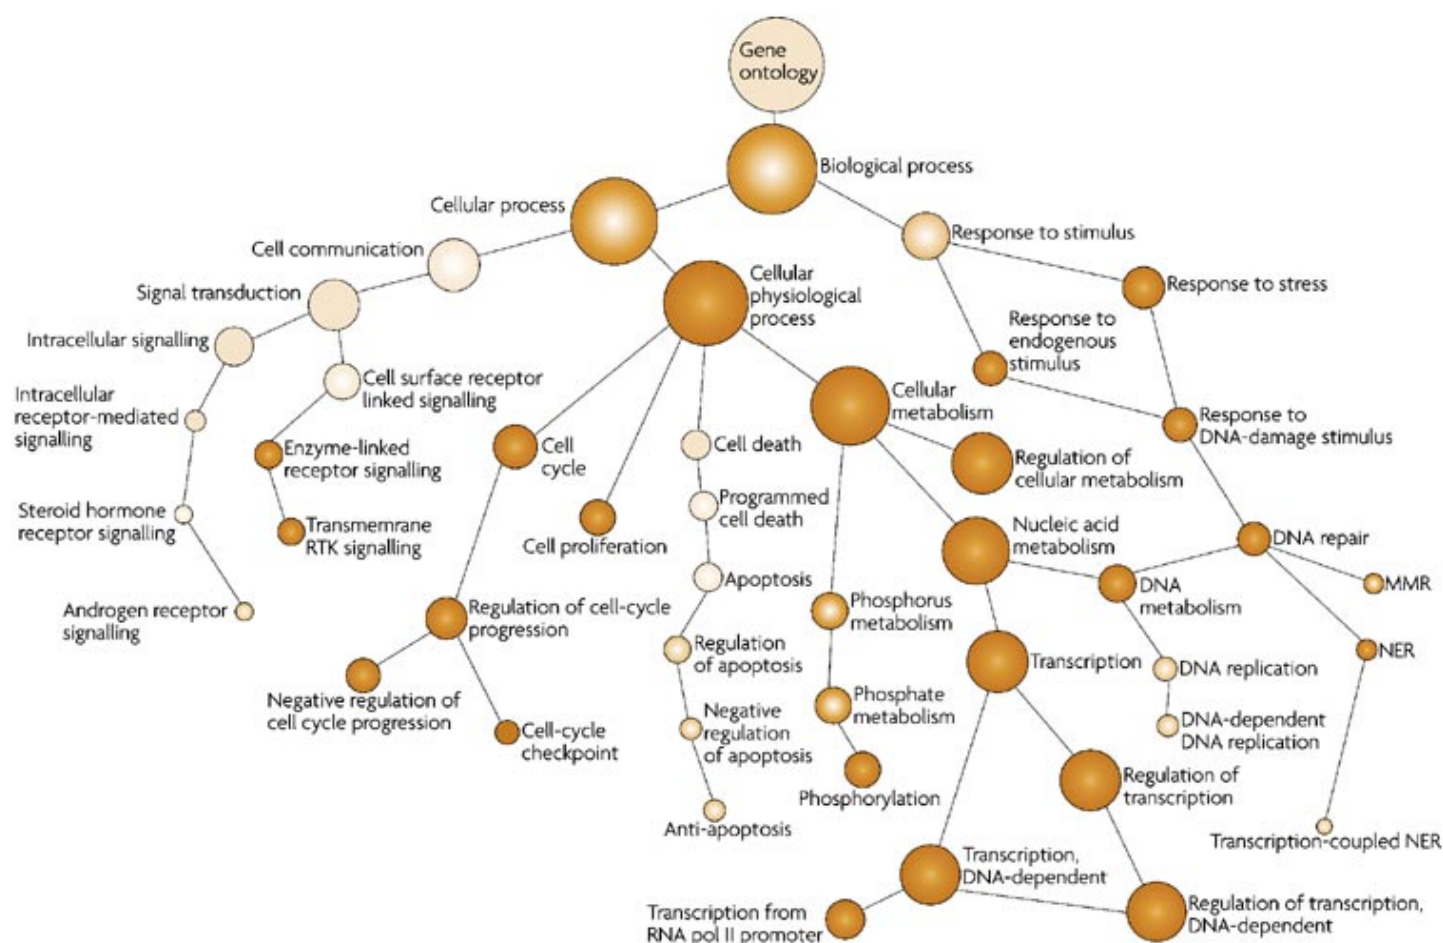 Gene
ontology
Biological process
Cellular process
Response to stimulus
Cell communication
Cellular
physiological
process
Response to stress
Signal transduction
Response to
endogenous
stimulus
Intracellular signalling
Cell surface receptor
linked signalling
Cellular
metabolism
Intracellular
receptor-mediated
signalling
Response to
DNA-damage stimulus
Enzyme-linked
receptor signalling
Cell
cycle
Cell death
Regulation of
cellular metabolism
Steroid hormone
receptor signalling
Transmemrane
RTK signalling
Cell proliferation
Programmed
cell death
Nucleic acid
metabolism
DNA repair
Apoptosis
DNA
metabolism
MMR
Androgen receptor
signalling
Regulation of cell-cycle
progression
Phosphorus
metabolism
Regulation
of apoptosis
Transcription
DNA replication
NER
Negative regulation of
cell cycle progression
Cell-cycle
checkpoint
Negative
regulation
of apoptosis
Phosphate
metabolism
DNA-dependent
DNA replication
Phosphorylation
Regulation of
transcription
Anti-apoptosis
Transcription-coupled NER
Transcription,
DNA-dependent
Transcription from
RNA pol II promoter
Regulation of transcription,
DNA-dependent